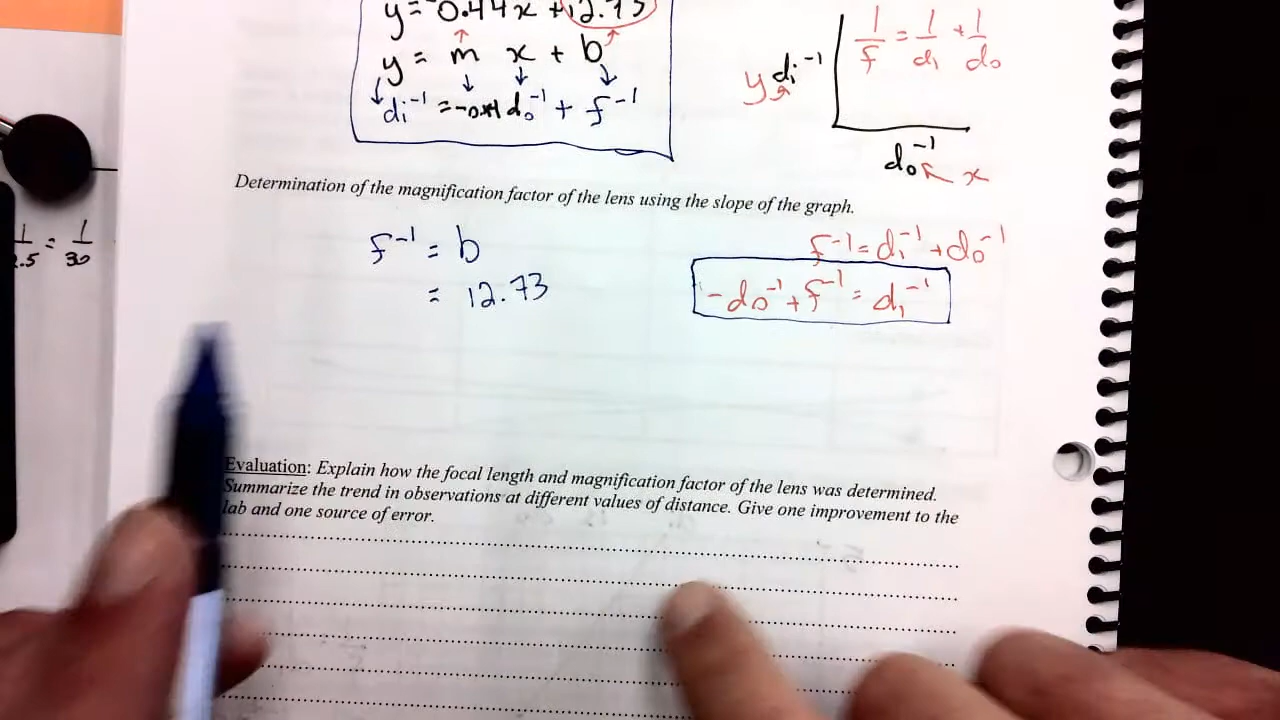 y = -0.44x + 12.73
y = m x + b
di⁻¹ = -0.44 do⁻¹ + f⁻¹
1/f = 1/di + 1/do
y di⁻¹
do⁻¹ x
Determination of the magnification factor of the lens using the slope of the graph.
f⁻¹ = b
= 12.73
f⁻¹ = di⁻¹ + do⁻¹
-do⁻¹ + f⁻¹ = di⁻¹
= 1/30
Evaluation: Explain how the focal length and magnification factor of the lens was determined.
Summarize the trend in observations at different values of distance. Give one improvement to the
lab and one source of error.